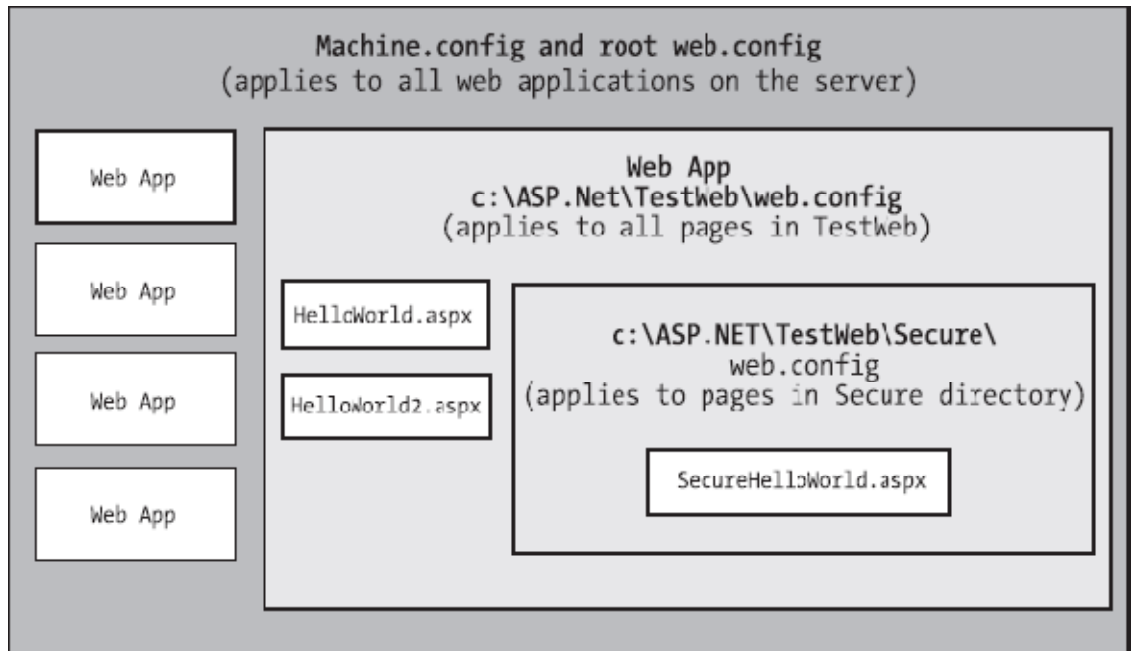 Machine.config and root web.config
(applies to all web applications on the server)
Web App
Web App
Web App
Web App
Web App
c:\ASP.Net\TestWeb\web.config
(applies to all pages in TestWeb)
HelloWorld.aspx
HelloWorld2.aspx
c:\ASP.NET\TestWeb\Secure\
web.config
(applies to pages in Secure directory)
SecureHelloWorld.aspx